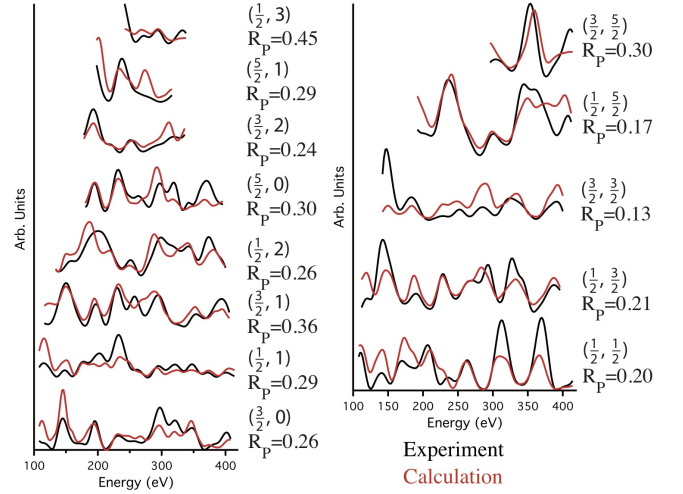 (1/2, 3)
R_P=0.45
(5/2, 1)
R_P=0.29
(3/2, 2)
R_P=0.24
(5/2, 0)
R_P=0.30
(1/2, 2)
R_P=0.26
(3/2, 1)
R_P=0.36
(1/2, 1)
R_P=0.29
(3/2, 0)
R_P=0.26
Arb. Units
100 200 300 400
Energy (eV)
(3/2, 5/2)
R_P=0.30
(1/2, 5/2)
R_P=0.17
(3/2, 3/2)
R_P=0.13
(1/2, 3/2)
R_P=0.21
(1/2, 1/2)
R_P=0.20
Arb. Units
100 150 200 250 300 350 400
Energy (eV)
Experiment
Calculation